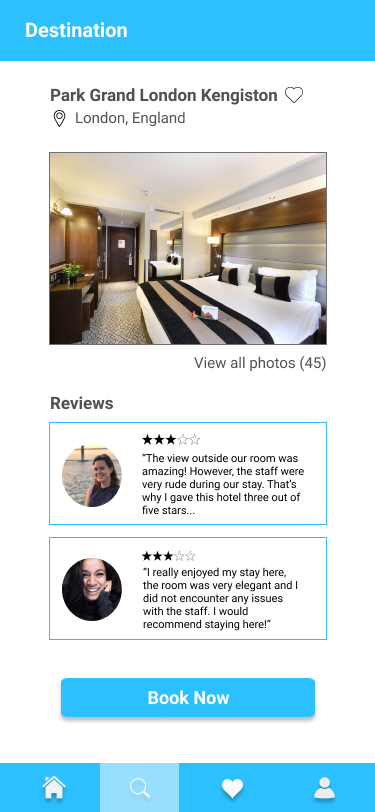 Destination
Park Grand London Kengiston
London, England
View all photos (45)
Reviews
“The view outside our room was
amazing! However, the staff were
very rude during our stay. That's
why I gave this hotel three out of
five stars...
“I really enjoyed my stay here,
the room was very elegant and I
did not encounter any issues
with the staff. I would
recommend staying here!”
Book Now